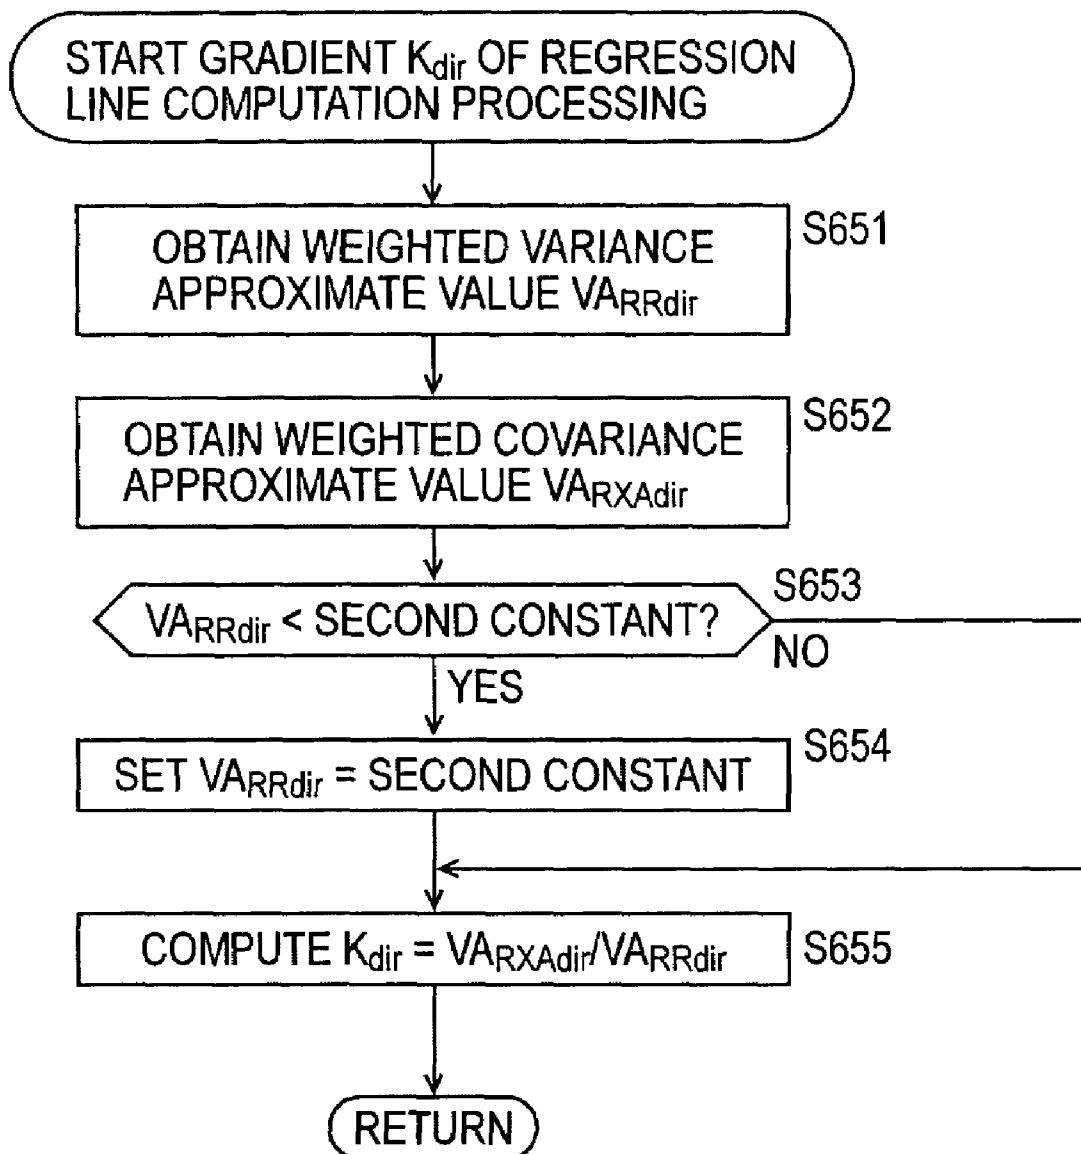 START GRADIENT Kdir OF REGRESSION
LINE COMPUTATION PROCESSING
S651
OBTAIN WEIGHTED VARIANCE
APPROXIMATE VALUE VARRdir
S652
OBTAIN WEIGHTED COVARIANCE
APPROXIMATE VALUE VARXAdir
S653
VARRdir < SECOND CONSTANT?
NO
YES
S654
SET VARRdir = SECOND CONSTANT
COMPUTE Kdir = VARXAdir/VARRdir
S655
RETURN